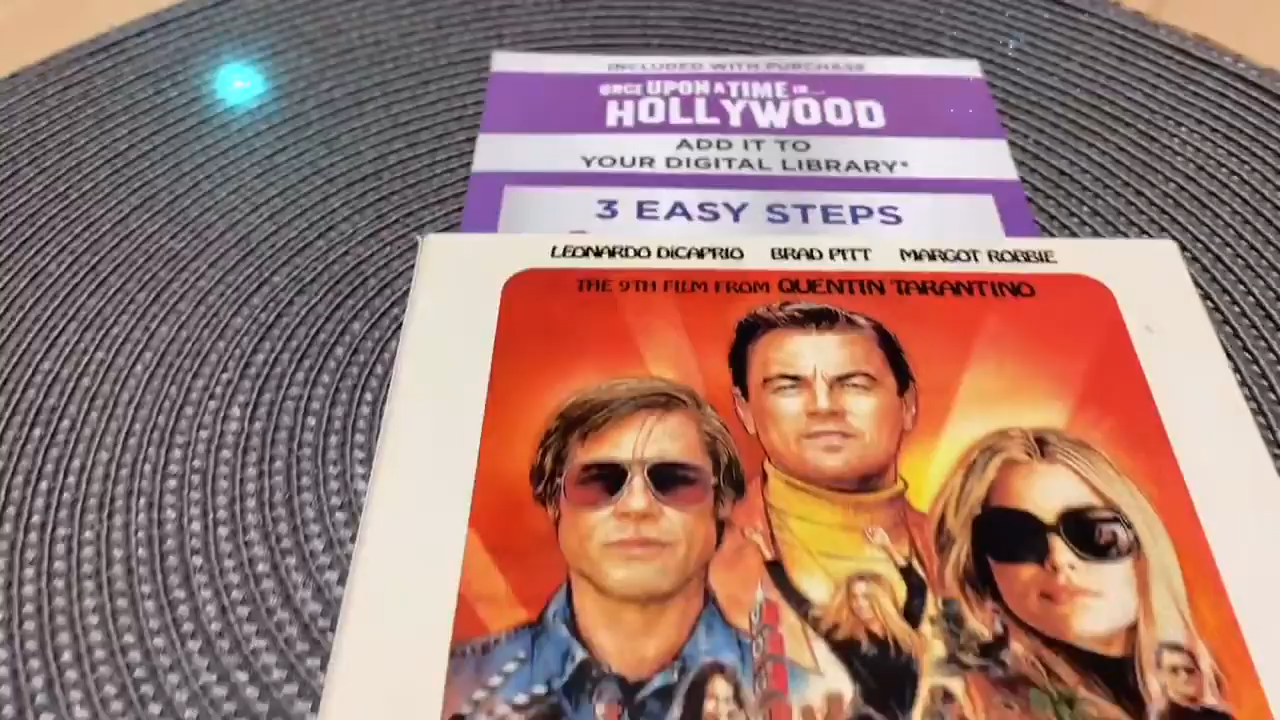 INCLUDED WITH PURCHASE
ONCE UPON A TIME IN...
HOLLYWOOD
ADD IT TO
YOUR DIGITAL LIBRARY*
3 EASY STEPS
LEONARDO DiCAPRIO BRAD PITT MARGOT ROBBIE
THE 9TH FILM FROM QUENTIN TARANTINO